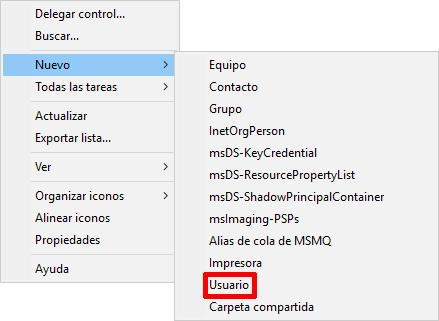 Delegar control...
Buscar...
Nuevo
Todas las tareas
Actualizar
Exportar lista...
Ver
Organizar iconos
Alinear iconos
Propiedades
Ayuda
Equipo
Contacto
Grupo
InetOrgPerson
msDS-KeyCredential
msDS-ResourcePropertyList
msDS-ShadowPrincipalContainer
msImaging-PSPs
Alias de cola de MSMQ
Impresora
Usuario
Carpeta compartida